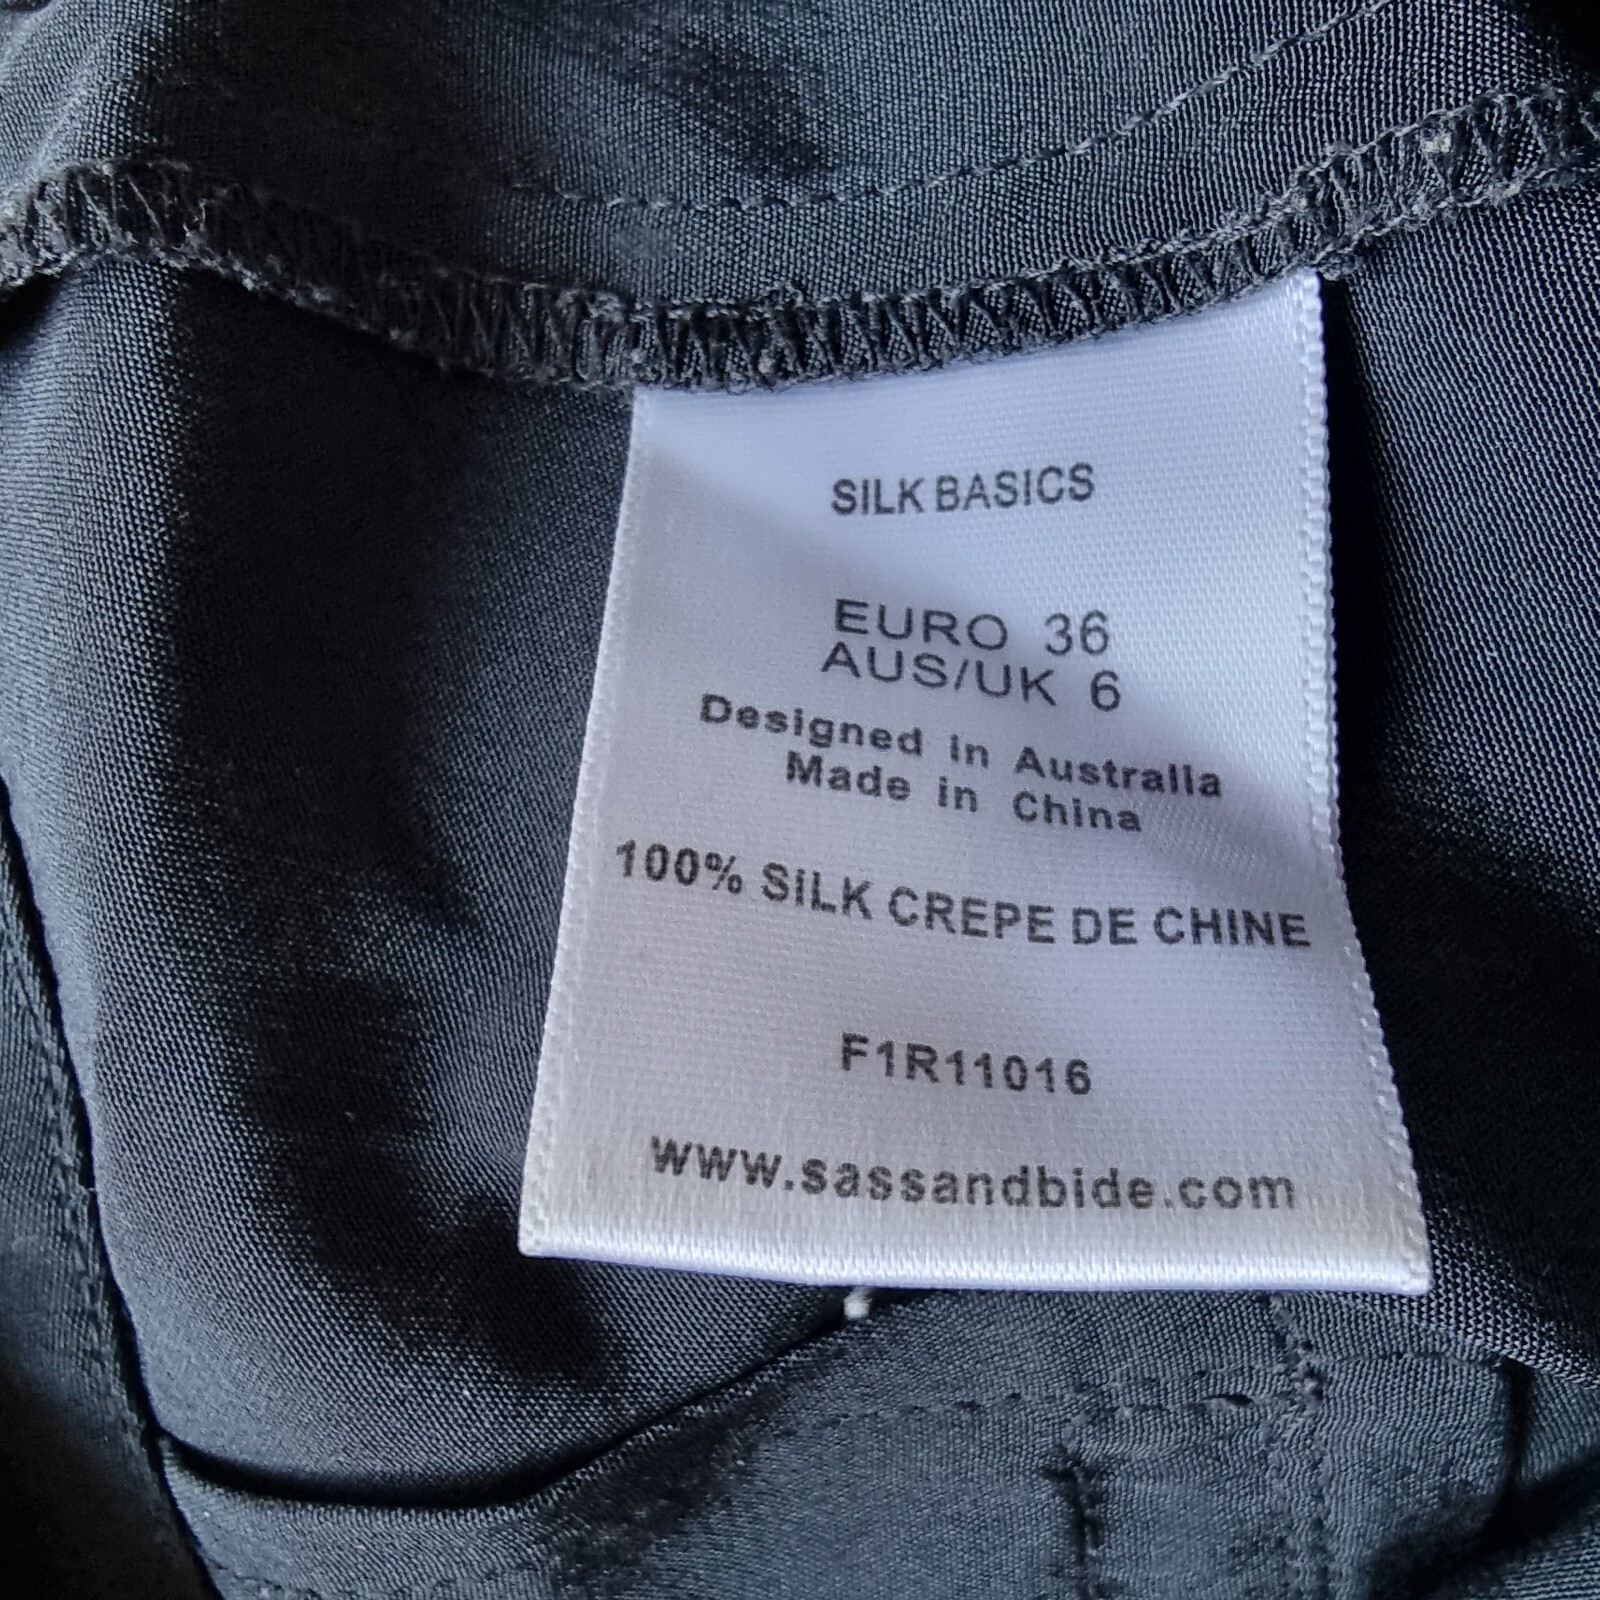 SILK BASICS
EURO 36
AUS/UK 6
Designed in Australia
Made in China
100% SILK CREPE DE CHINE
F1R11016
www.sassandbide.com